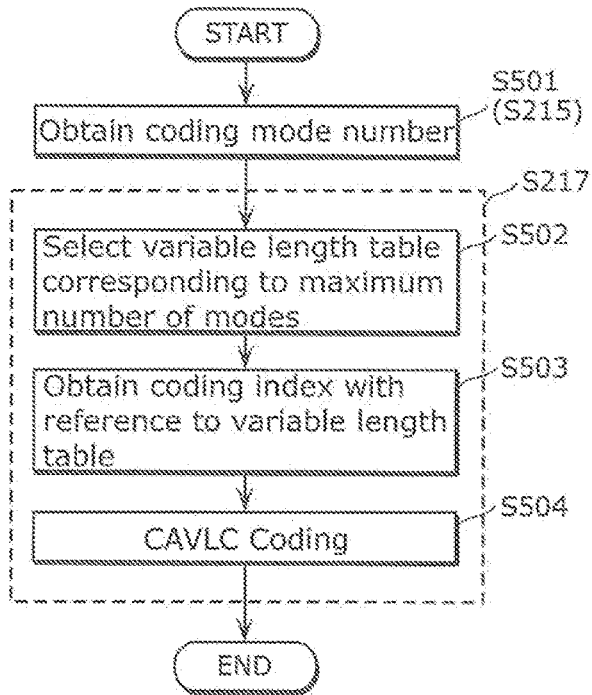 START
S501
(S215)
Obtain coding mode number
S217
S502
Select variable length table
corresponding to maximum
number of modes
S503
Obtain coding index with
reference to variable length
table
S504
CAVLC Coding
END